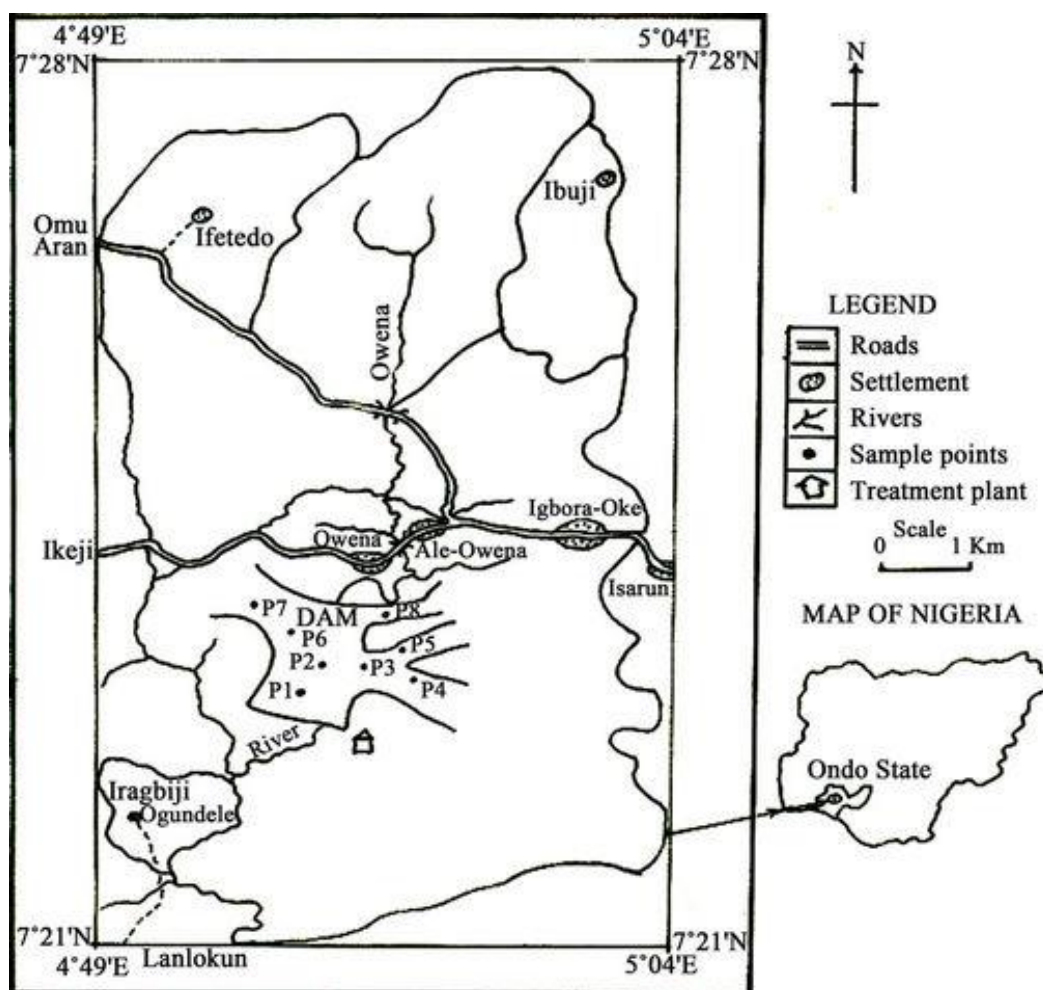 4°49'E
5°04'E
7°28'N
7°28'N
N
Ibuji
Omu
Aran
Ifetedo
Owena
LEGEND
Roads
Settlement
Rivers
Sample points
Treatment plant
Scale
0 1 Km
Igbora-Oke
Ikeji
Owena
Ale-Owena
Isarun
MAP OF NIGERIA
P7
DAM
P8
P6
P5
P2
P3
P1
P4
River
Ondo State
Iragbiji
Ogundele
7°21'N
7°21'N
4°49'E
Lanlokun
5°04'E